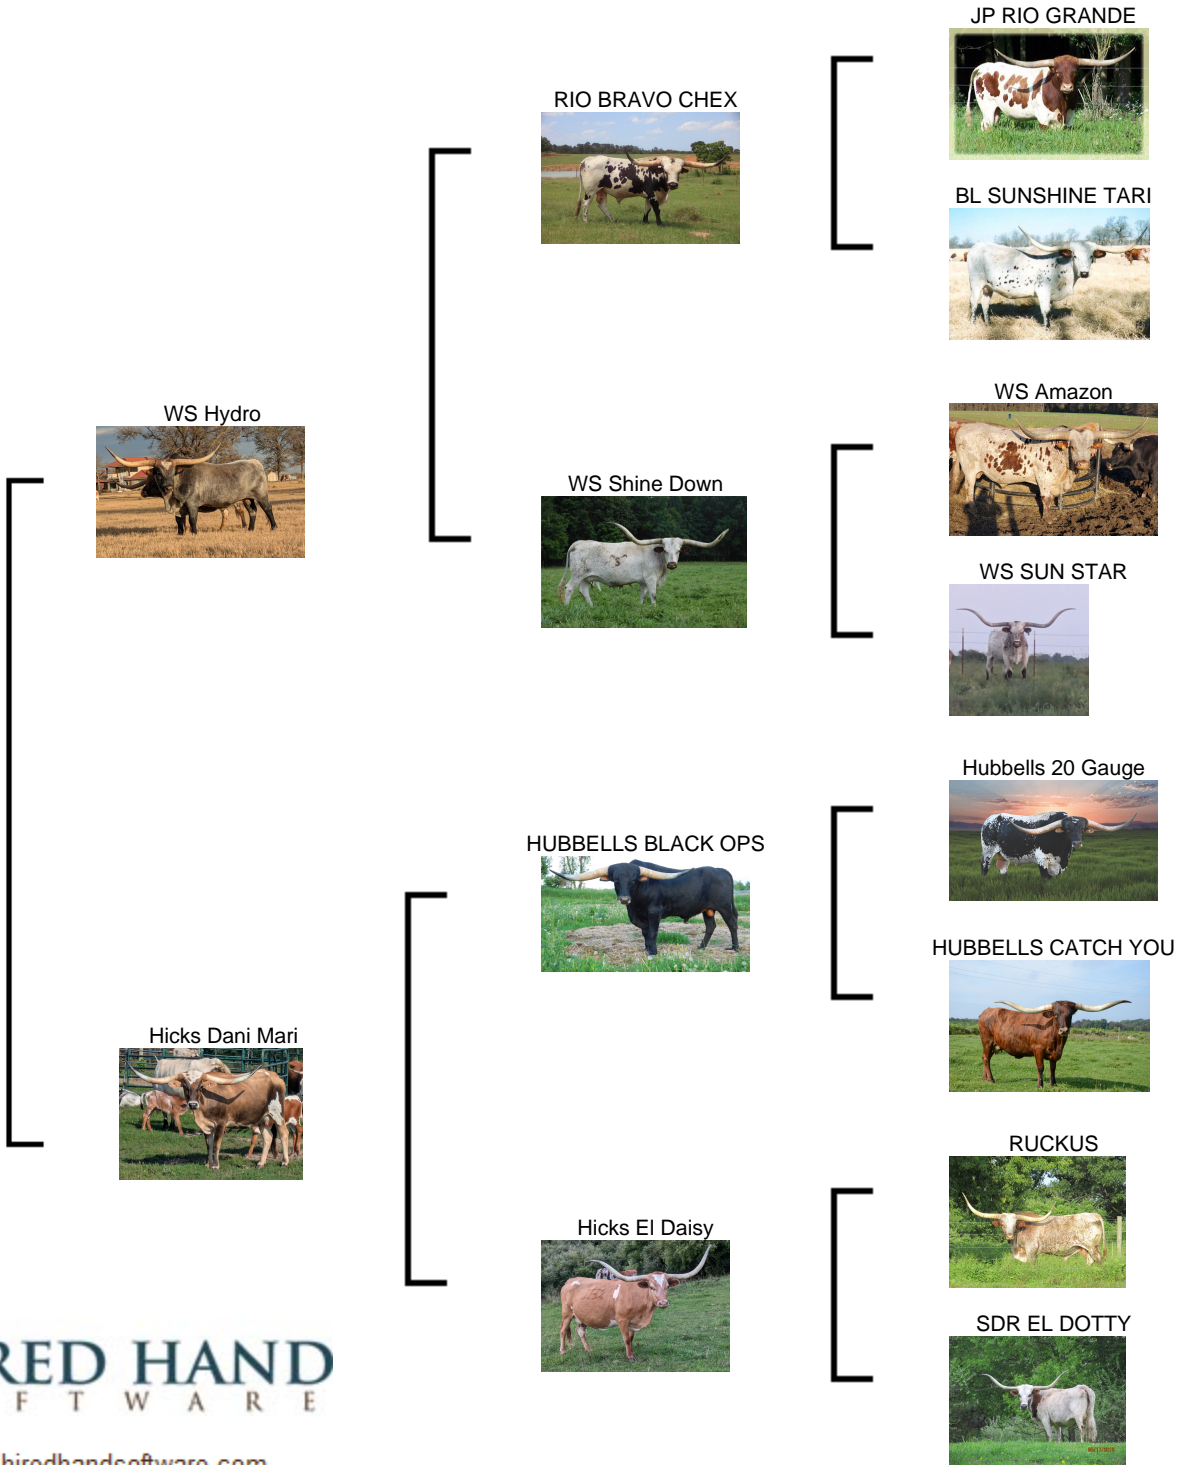 JP RIO GRANDE
RIO BRAVO CHEX
BL SUNSHINE TARI
WS Amazon
WS Hydro
WS Shine Down
WS SUN STAR
Hubbells 20 Gauge
HUBBELLS BLACK OPS
HUBBELLS CATCH YOU
Hicks Dani Mari
RUCKUS
Hicks El Daisy
SDR EL DOTTY
RED HAND
F T W A R E
hiredhandsoftware.com